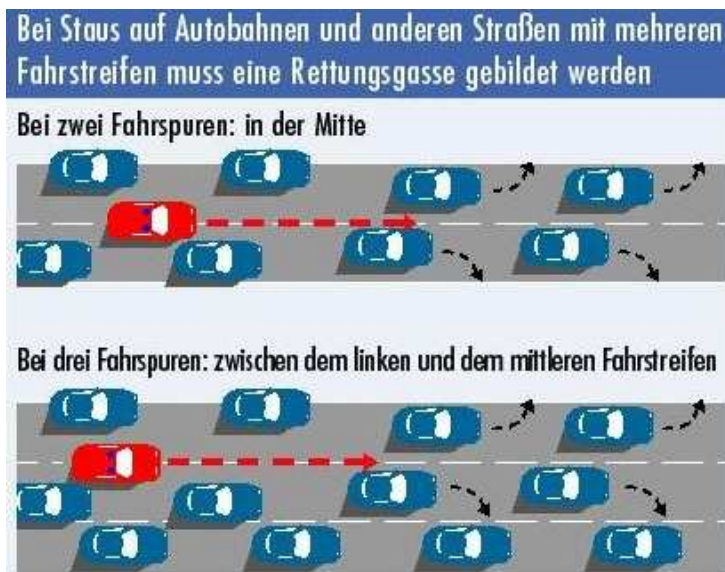 Bei Staus auf Autobahnen und anderen Straßen mit mehreren
Fahrstreifen muss eine Rettungsgasse gebildet werden
Bei zwei Fahrspuren: in der Mitte
Bei drei Fahrspuren: zwischen dem linken und dem mittleren Fahrstreifen